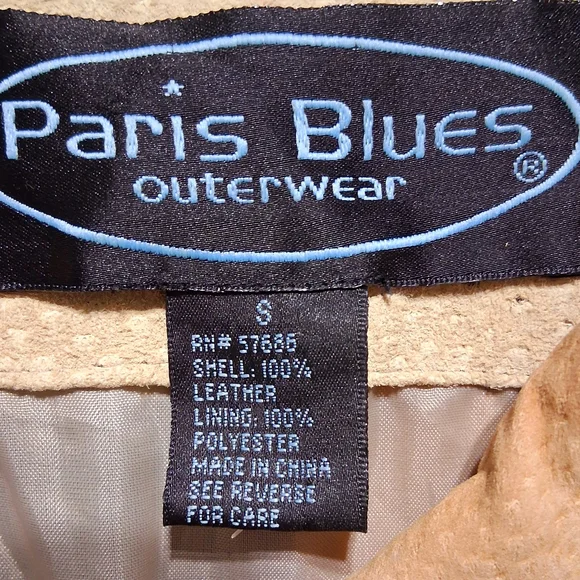 Paris Blues
outerwear ®
S
RN# 57686
SHELL: 100%
LEATHER
LINING: 100%
POLYESTER
MADE IN CHINA
SEE REVERSE
FOR CARE